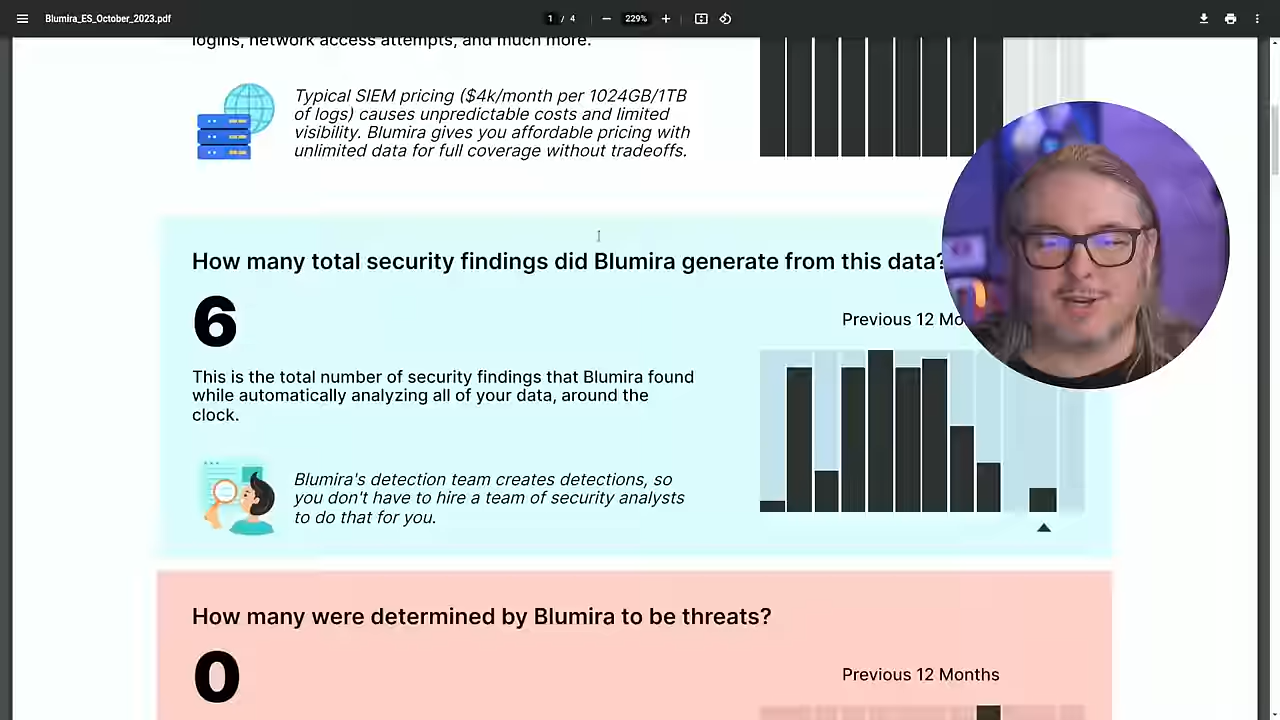 Blumira_ES_October_2023.pdf
1 / 4
229%
logins, network access attempts, and much more.
Typical SIEM pricing ($4k/month per 1024GB/1TB
of logs) causes unpredictable costs and limited
visibility. Blumira gives you affordable pricing with
unlimited data for full coverage without tradeoffs.
How many total security findings did Blumira generate from this data?
6
Previous 12 Mo
This is the total number of security findings that Blumira found
while automatically analyzing all of your data, around the
clock.
Blumira's detection team creates detections, so
you don't have to hire a team of security analysts
to do that for you.
How many were determined by Blumira to be threats?
0
Previous 12 Months